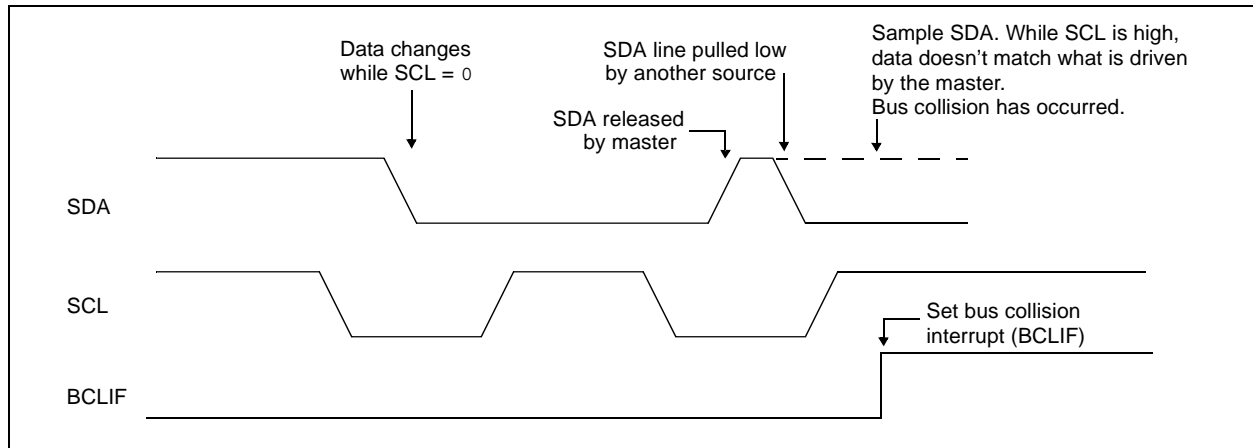 Data changes
while SCL = 0
SDA line pulled low
by another source
Sample SDA. While SCL is high,
data doesn't match what is driven
by the master.
Bus collision has occurred.
SDA released
by master
SDA
SCL
Set bus collision
interrupt (BCLIF)
BCLIF